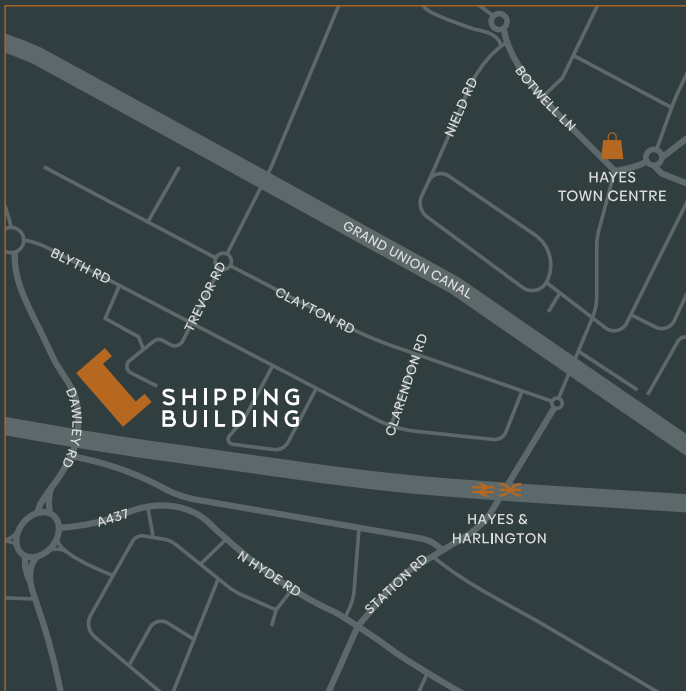 BOTWELL LN
NIELD RD
HAYES
TOWN CENTRE
GRAND UNION CANAL
BLYTH RD
TREVOR RD
CLAYTON RD
CLARENDON RD
SHIPPING
BUILDING
DAWLEY RD
A437
HAYES &
HARLINGTON
N HYDE RD
STATION RD